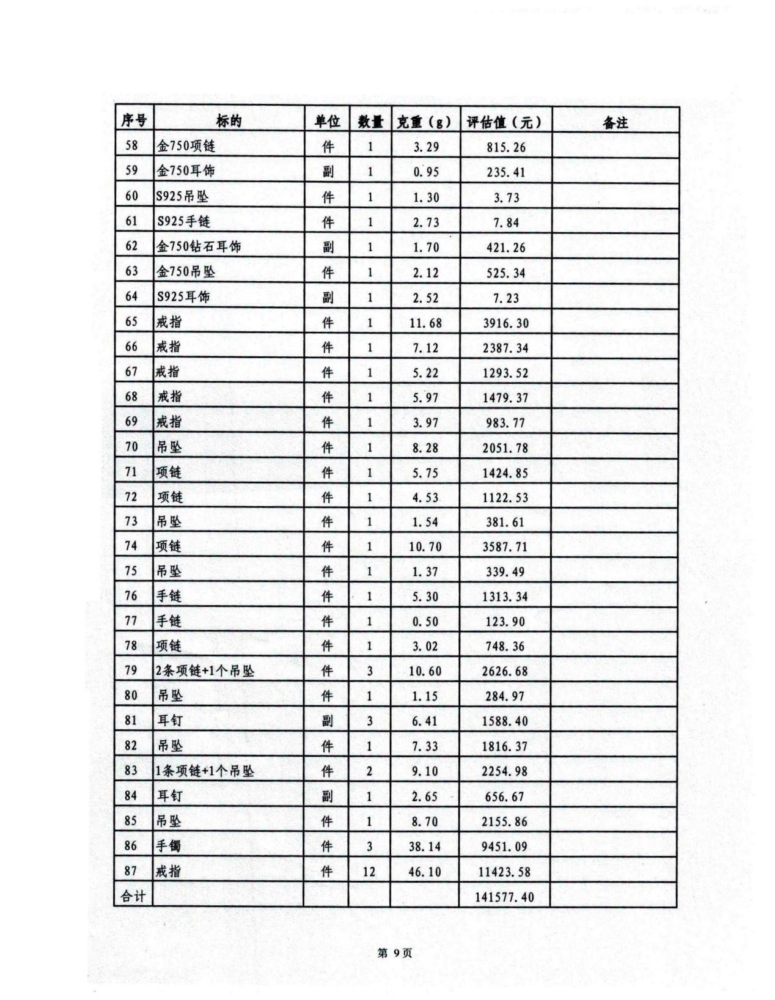 序号 标的 单位 数量 克重（g） 评估值（元） 备注
58 金750项链 件 1 3.29 815.26
59 金750耳饰 副 1 0.95 235.41
60 S925吊坠 件 1 1.30 3.73
61 S925手链 件 1 2.73 7.84
62 金750钻石耳饰 副 1 1.70 421.26
63 金750吊坠 件 1 2.12 525.34
64 S925耳饰 副 1 2.52 7.23
65 戒指 件 1 11.68 3916.30
66 戒指 件 1 7.12 2387.34
67 戒指 件 1 5.22 1293.52
68 戒指 件 1 5.97 1479.37
69 戒指 件 1 3.97 983.77
70 吊坠 件 1 8.28 2051.78
71 项链 件 1 5.75 1424.85
72 项链 件 1 4.53 1122.53
73 吊坠 件 1 1.54 381.61
74 项链 件 1 10.70 3587.71
75 吊坠 件 1 1.37 339.49
76 手链 件 1 5.30 1313.34
77 手链 件 1 0.50 123.90
78 项链 件 1 3.02 748.36
79 2条项链+1个吊坠 件 3 10.60 2626.68
80 吊坠 件 1 1.15 284.97
81 耳钉 副 3 6.41 1588.40
82 吊坠 件 1 7.33 1816.37
83 1条项链+1个吊坠 件 2 9.10 2254.98
84 耳钉 副 1 2.65 656.67
85 吊坠 件 1 8.70 2155.86
86 手镯 件 3 38.14 9451.09
87 戒指 件 12 46.10 11423.58
合计 141577.40
第 9页